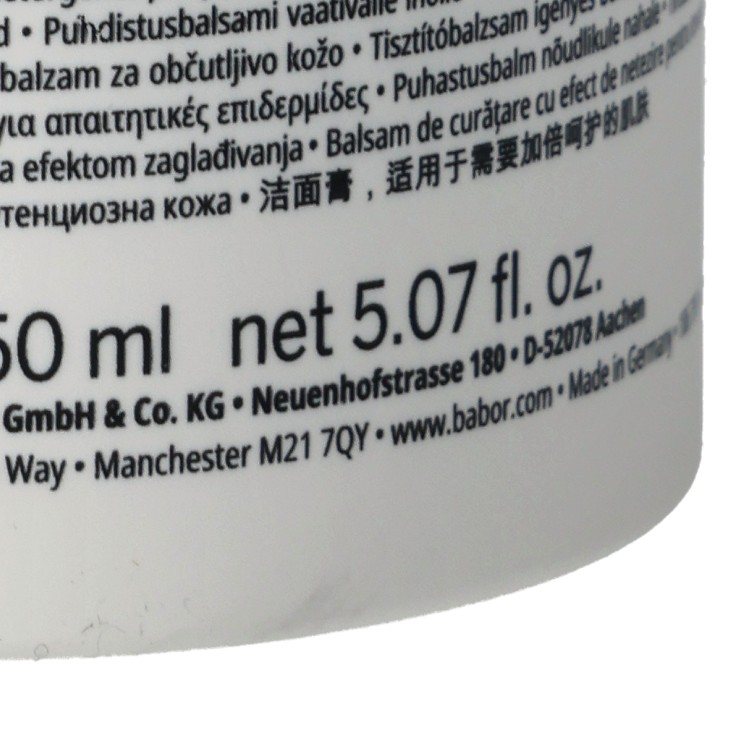 • Puhdistusbalsami vaativalle
balzam za občutljivo kožo • Tisztítóbalzsam igényes
για απαιτητικές επιδερμίδες • Puhastusbalm nõudlikule nahale •
a efektom zaglađivanja • Balsam de curățare cu efect de netezire
тенциозна кожа • 洁面膏，适用于需要加倍呵护的肌肤
50 ml net 5.07 fl. oz.
GmbH & Co. KG • Neuenhofstrasse 180 • D-52078 Aachen
Way • Manchester M21 7QY • www.babor.com • Made in Germany •